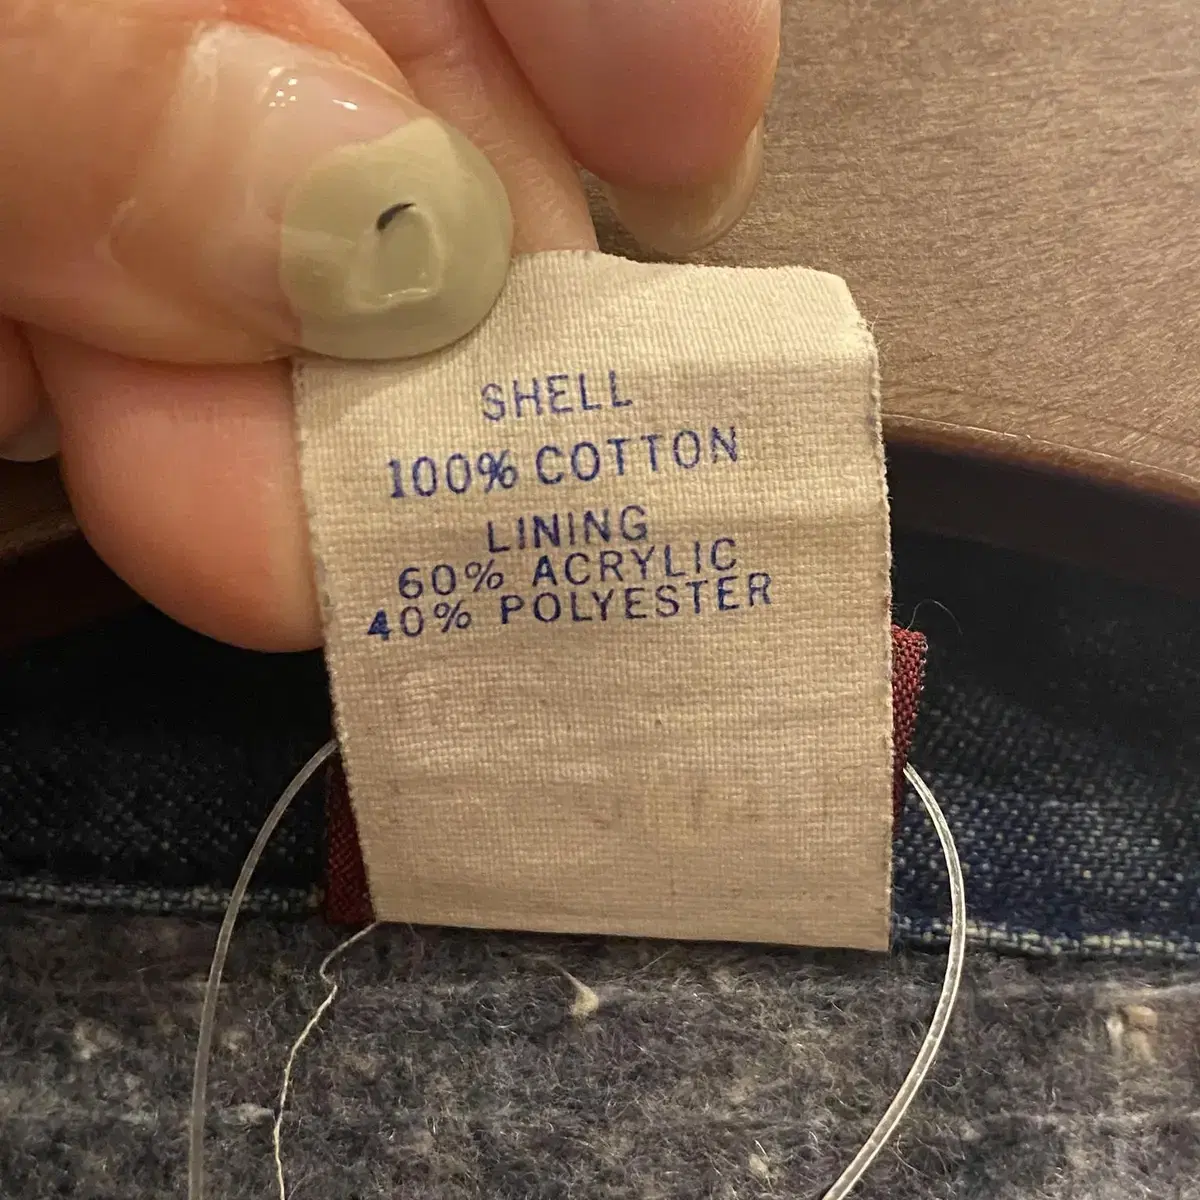 SHELL
100% COTTON
LINING
60% ACRYLIC
40% POLYESTER